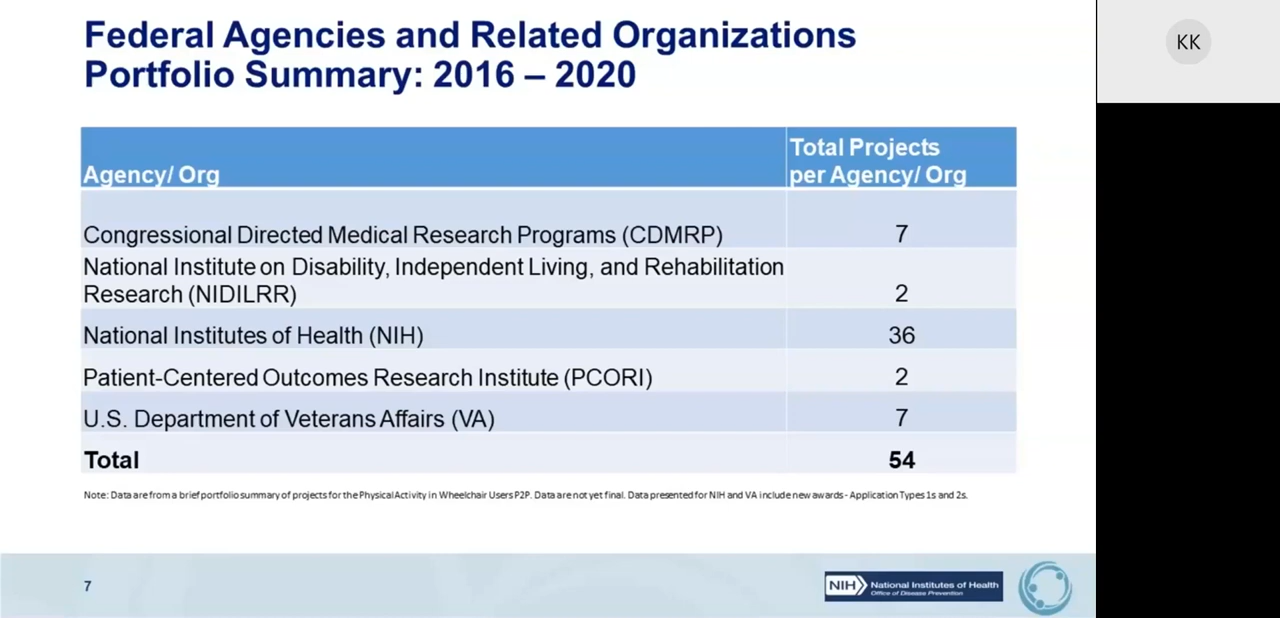 Federal Agencies and Related Organizations
Portfolio Summary: 2016 – 2020
KK
Agency/ Org
Total Projects
per Agency/ Org
Congressional Directed Medical Research Programs (CDMRP)
7
National Institute on Disability, Independent Living, and Rehabilitation
Research (NIDILRR)
2
National Institutes of Health (NIH)
36
Patient-Centered Outcomes Research Institute (PCORI)
2
U.S. Department of Veterans Affairs (VA)
7
Total
54
Note: Data are from a brief portfolio summary of projects for the Physical Activity in Wheelchair Users P2P. Data are not yet final. Data presented for NIH and VA include new awards - Application Types 1s and 2s.
7
NIH
National Institutes of Health
Office of Disease Prevention